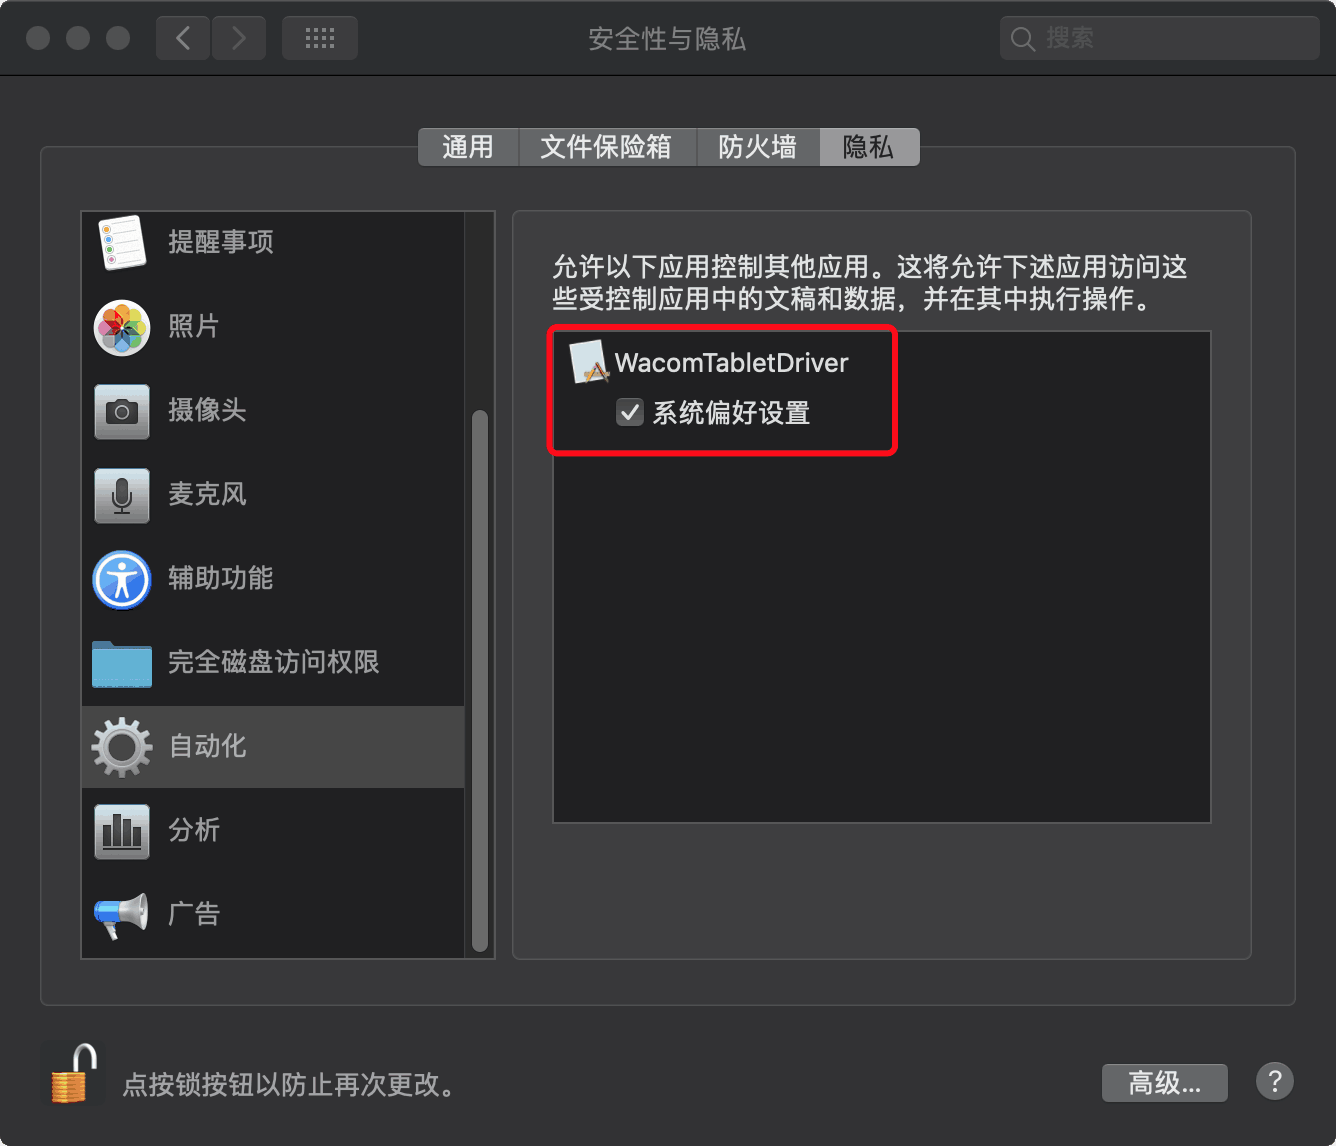 安全性与隐私
搜索
通用
文件保险箱
防火墙
隐私
提醒事项
照片
摄像头
麦克风
辅助功能
完全磁盘访问权限
自动化
分析
广告
允许以下应用控制其他应用。这将允许下述应用访问这
些受控制应用中的文稿和数据，并在其中执行操作。
WacomTabletDriver
系统偏好设置
点按锁按钮以防止再次更改。
高级...
?